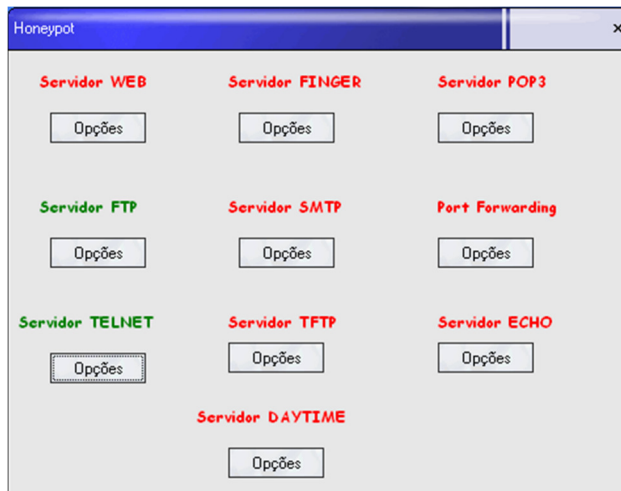 Honeypot
Servidor WEB Servidor FINGER Servidor POP3
Opções Opções Opções
Servidor FTP Servidor SMTP Port Forwarding
Opções Opções Opções
Servidor TELNET Servidor TFTP Servidor ECHO
Opções Opções Opções
Servidor DAYTIME
Opções